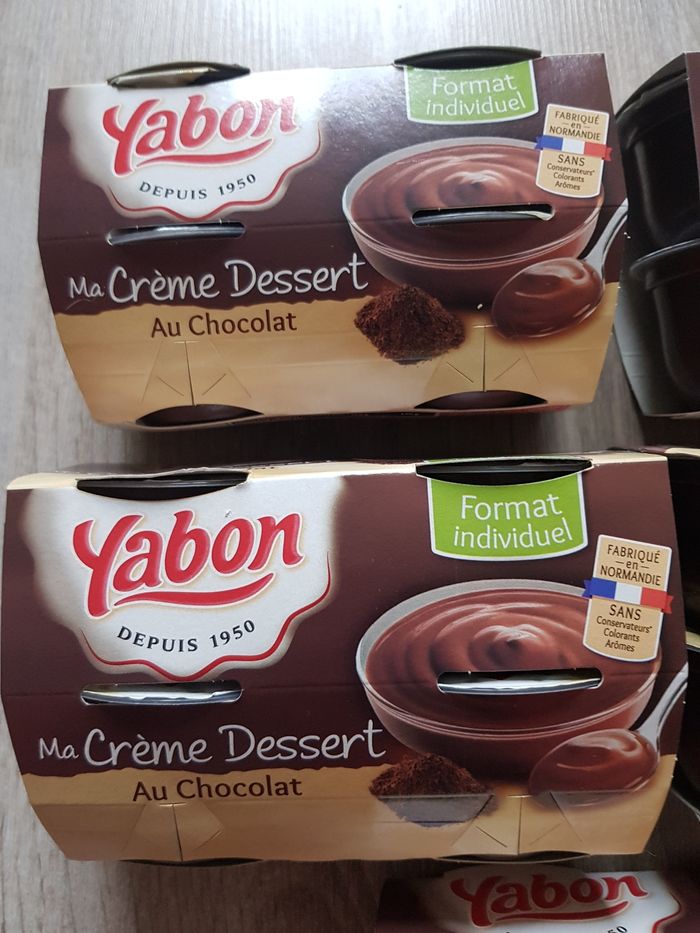 Yabon
DEPUIS 1950
Format
individuel
FABRIQUÉ
en
NORMANDIE
SANS
Conservateurs*
Colorants
Arômes
Ma Crème Dessert
Au Chocolat
Yabon
DEPUIS 1950
Format
individuel
FABRIQUÉ
en
NORMANDIE
SANS
Conservateurs*
Colorants
Arômes
Ma Crème Dessert
Au Chocolat
Yabon